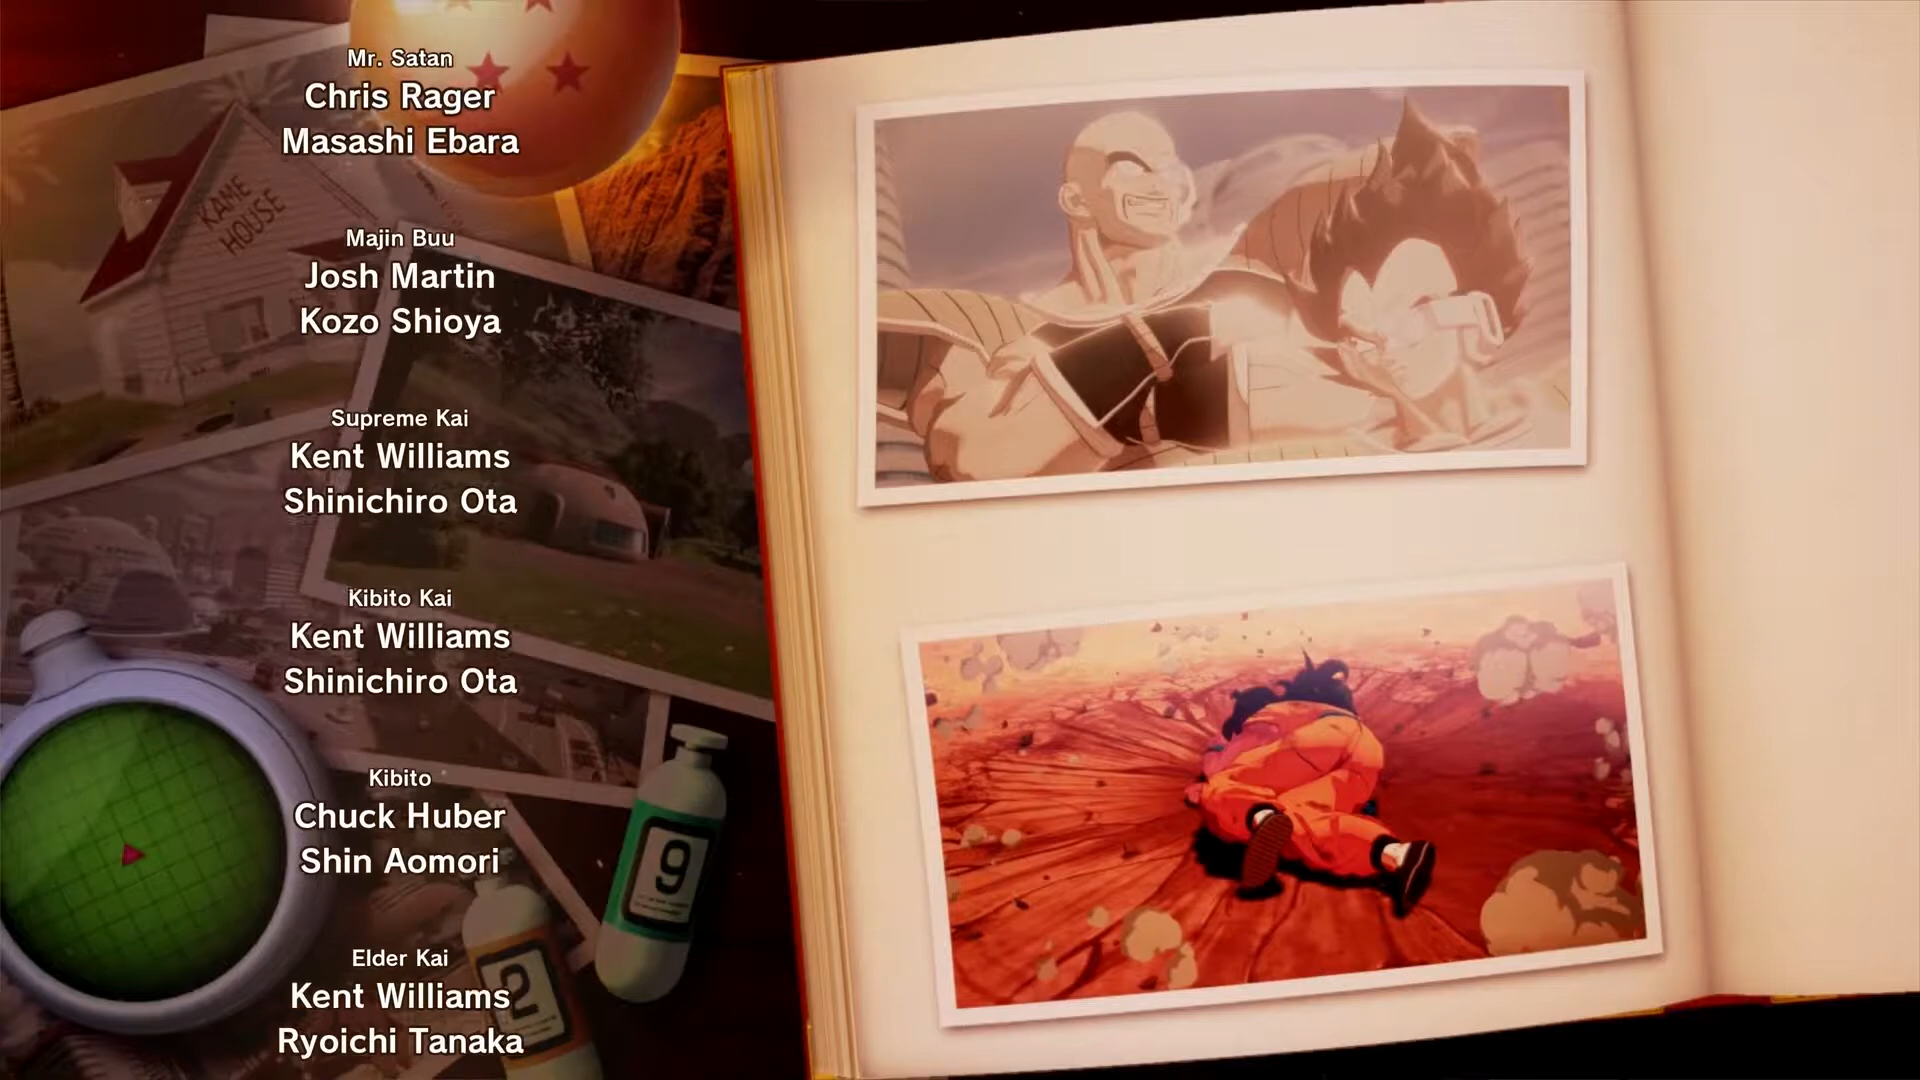 Mr. Satan
Chris Rager
Masashi Ebara
KAME
HOUSE
Majin Buu
Josh Martin
Kozo Shioya
Supreme Kai
Kent Williams
Shinichiro Ota
Kibito Kai
Kent Williams
Shinichiro Ota
Kibito
Chuck Huber
Shin Aomori
9
Elder Kai
Kent Williams
2
Ryoichi Tanaka